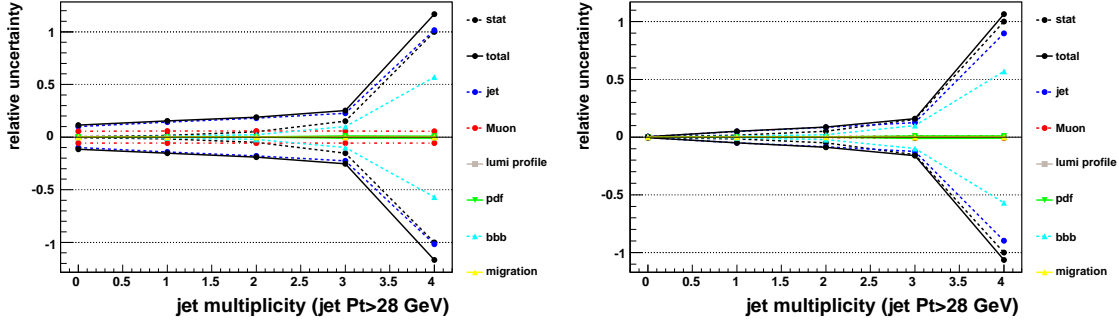 relative uncertainty
1
0.5
0
-0.5
-1
0 0.5 1 1.5 2 2.5 3 3.5 4
jet multiplicity (jet Pt>28 GeV)
stat
total
jet
Muon
lumi profile
pdf
bbb
migration
relative uncertainty
1
0.5
0
-0.5
-1
0 0.5 1 1.5 2 2.5 3 3.5 4
jet multiplicity (jet Pt>28 GeV)
stat
total
jet
Muon
lumi profile
pdf
bbb
migration